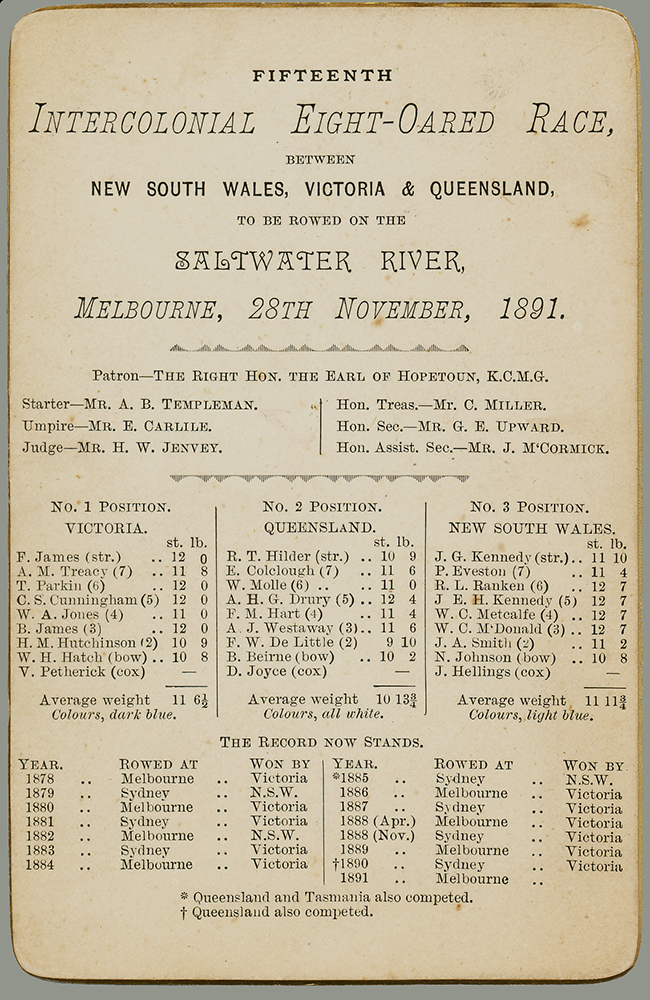 FIFTEENTH
INTERCOLONIAL EIGHT-OARED RACE,
BETWEEN
NEW SOUTH WALES, VICTORIA & QUEENSLAND,
TO BE ROWED ON THE
SALTWATER RIVER,
MELBOURNE, 28TH NOVEMBER, 1891.
Patron—THE RIGHT HON. THE EARL OF HOPETOUN, K.C.M.G.
Starter—MR. A. B. TEMPLEMAN.
Umpire—MR. E. CARLILE.
Judge—MR. H. W. JENVEY.
Hon. Treas.—Mr. C. MILLER.
Hon. Sec.—MR. G. E. UPWARD.
Hon. Assist. Sec.—MR. J. M'CORMICK.
No. 1 POSITION.
VICTORIA.
st. lb.
F. James (str.) .. 12 0
A. M. Treacy (7) .. 11 8
T. Parkin (6) .. 12 0
C. S. Cunningham (5) 12 0
W. A. Jones (4) .. 11 0
B. James (3) .. 12 0
H. M. Hutchinson (2) 10 9
W. H. Hatch (bow) .. 10 8
V. Petherick (cox) —
Average weight 11 6½
Colours, dark blue.
No. 2 POSITION.
QUEENSLAND.
st. lb.
R. T. Hilder (str.) .. 10 9
E. Colclough (7) .. 11 6
W. Molle (6) .. .. 11 0
A. H. G. Drury (5) .. 12 4
F. M. Hart (4) .. 11 4
A. J. Westaway (3) .. 11 6
F. W. De Little (2) 9 10
B. Beirne (bow) .. 10 2
D. Joyce (cox) —
Average weight 10 13¾
Colours, all white.
No. 3 POSITION.
NEW SOUTH WALES.
st. lb.
J. G. Kennedy (str.) .. 11 10
P. Eveston (7) .. 11 4
R. L. Ranken (6) .. 12 7
J E. H. Kennedy (5) 12 7
W. C. Metcalfe (4) .. 12 7
W. C. M'Donald (3) .. 12 7
J. A. Smith (2) .. 11 2
N. Johnson (bow) .. 10 8
J. Hellings (cox) —
Average weight 11 11¾
Colours, light blue.
THE RECORD NOW STANDS.
YEAR. ROWED AT WON BY
1878 .. Melbourne .. Victoria
1879 .. Sydney .. N.S.W.
1880 .. Melbourne .. Victoria
1881 .. Sydney .. Victoria
1882 .. Melbourne .. N.S.W.
1883 .. Sydney .. Victoria
1884 .. Melbourne .. Victoria
YEAR. ROWED AT WON BY
*1885 .. Sydney .. N.S.W.
1886 .. Melbourne .. Victoria
1887 .. Sydney .. Victoria
1888 (Apr.) Melbourne .. Victoria
1888 (Nov.) Sydney .. Victoria
1889 .. Melbourne .. Victoria
†1890 .. Sydney .. Victoria
1891 .. Melbourne ..
* Queensland and Tasmania also competed.
† Queensland also competed.